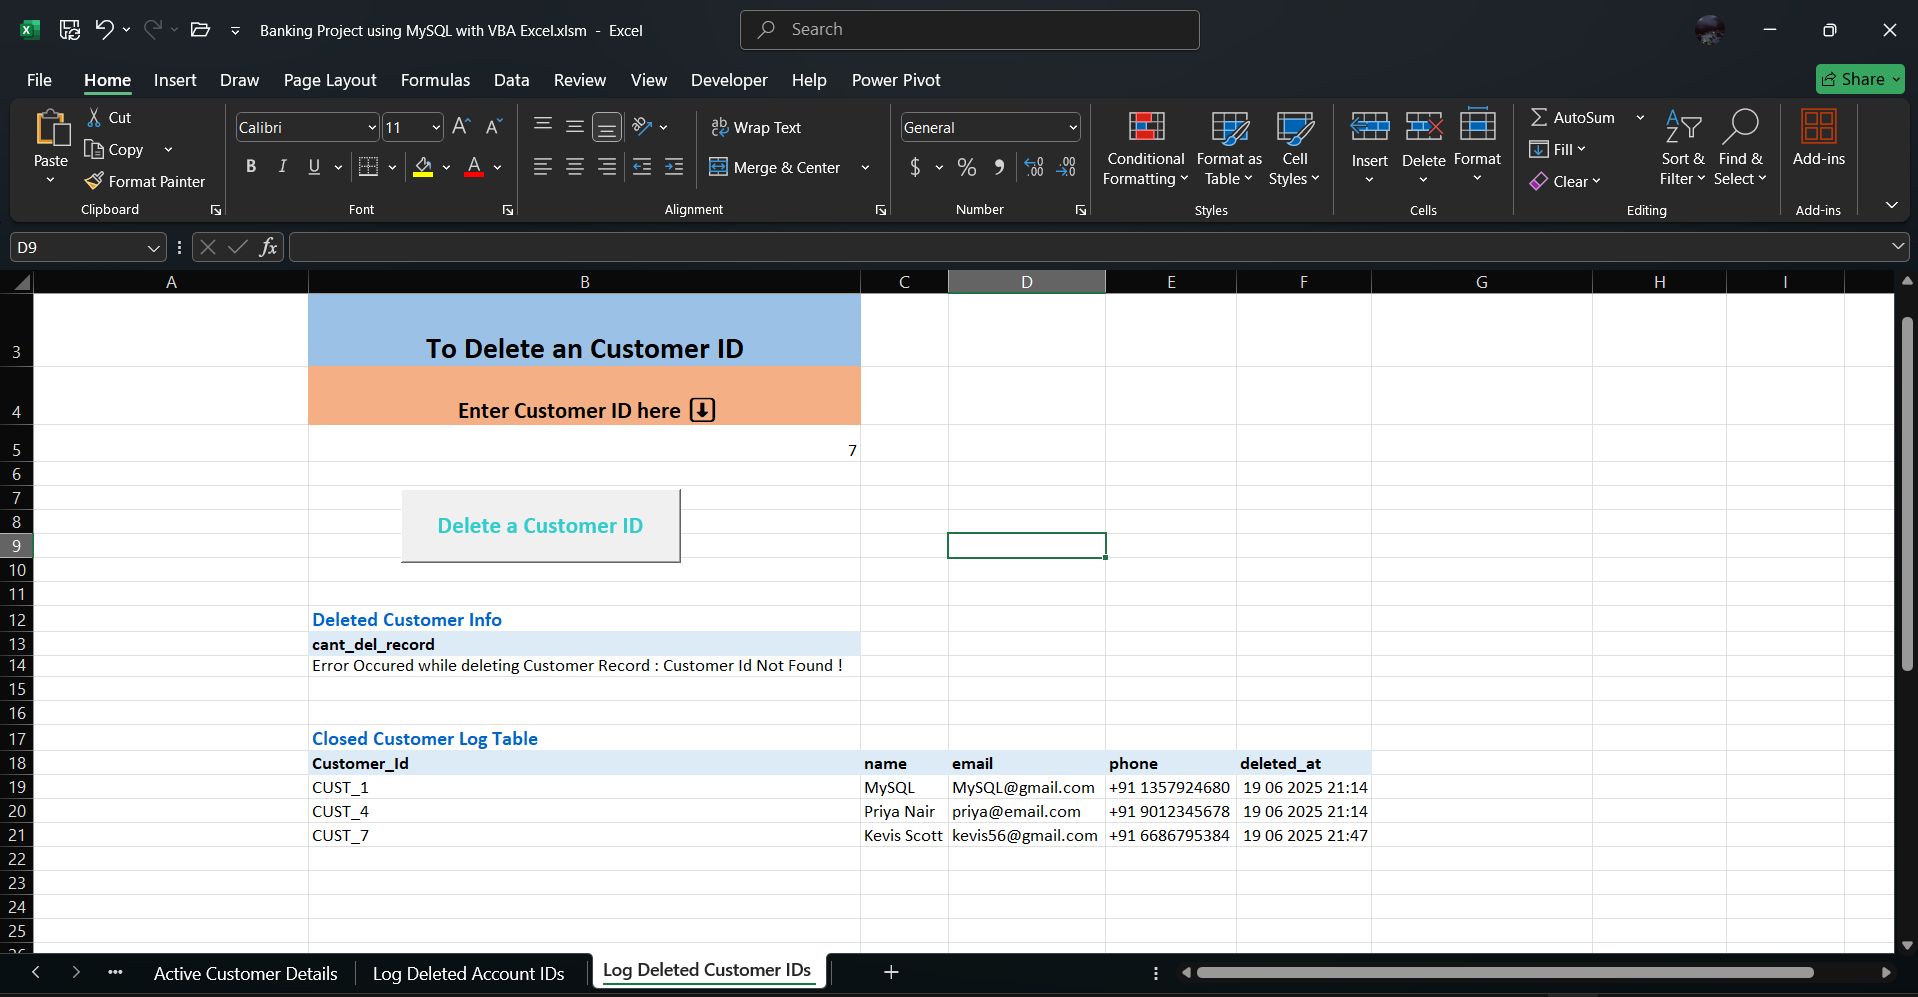 Banking Project using MySQL with VBA Excel.xlsm - Excel
Search
File Home Insert Draw Page Layout Formulas Data Review View Developer Help Power Pivot
Share
Paste
Cut
Copy
Format Painter
Clipboard
Calibri 11
B I U
Font
Wrap Text
Merge & Center
Alignment
General
$ % 9
Number
Conditional Formatting
Format as Table
Cell Styles
Styles
Insert
Delete
Format
Cells
AutoSum
Fill
Clear
Sort & Filter
Find & Select
Editing
Add-ins
Add-ins
D9
fx
A B C D E F G H I
3 To Delete an Customer ID
4 Enter Customer ID here ⬇
5 7
6
7
8
Delete a Customer ID
9
10
11
12 Deleted Customer Info
13 cant_del_record
14 Error Occured while deleting Customer Record : Customer Id Not Found !
15
16
17 Closed Customer Log Table
18 Customer_Id name email phone deleted_at
19 CUST_1 MySQL MySQL@gmail.com +91 1357924680 19 06 2025 21:14
20 CUST_4 Priya Nair priya@email.com +91 9012345678 19 06 2025 21:14
21 CUST_7 Kevis Scott kevis56@gmail.com +91 6686795384 19 06 2025 21:47
22
23
24
25
26
Active Customer Details Log Deleted Account IDs Log Deleted Customer IDs